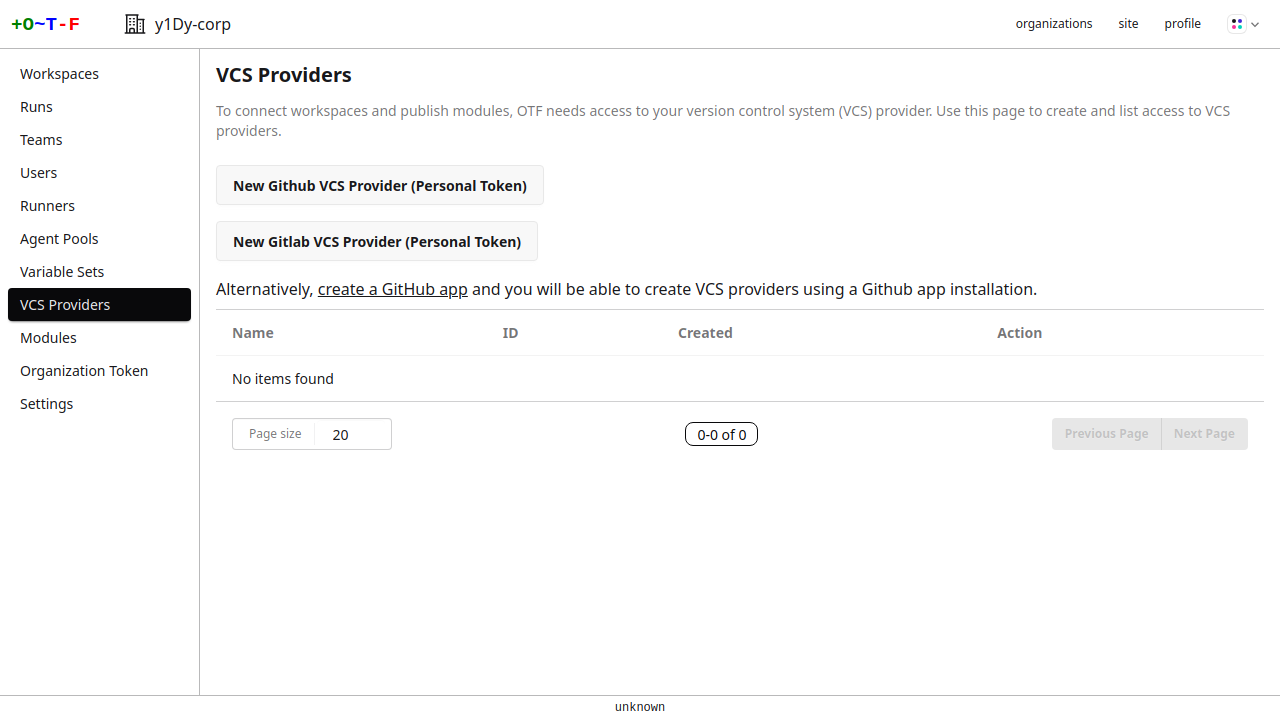 +O~T-F
y1Dy-corp
organizations
site
profile
Workspaces
Runs
Teams
Users
Runners
Agent Pools
Variable Sets
VCS Providers
Modules
Organization Token
Settings
VCS Providers
To connect workspaces and publish modules, OTF needs access to your version control system (VCS) provider. Use this page to create and list access to VCS
providers.
New Github VCS Provider (Personal Token)
New Gitlab VCS Provider (Personal Token)
Alternatively, create a GitHub app and you will be able to create VCS providers using a Github app installation.
Name ID Created Action
No items found
Page size 20
0-0 of 0
Previous Page Next Page
unknown